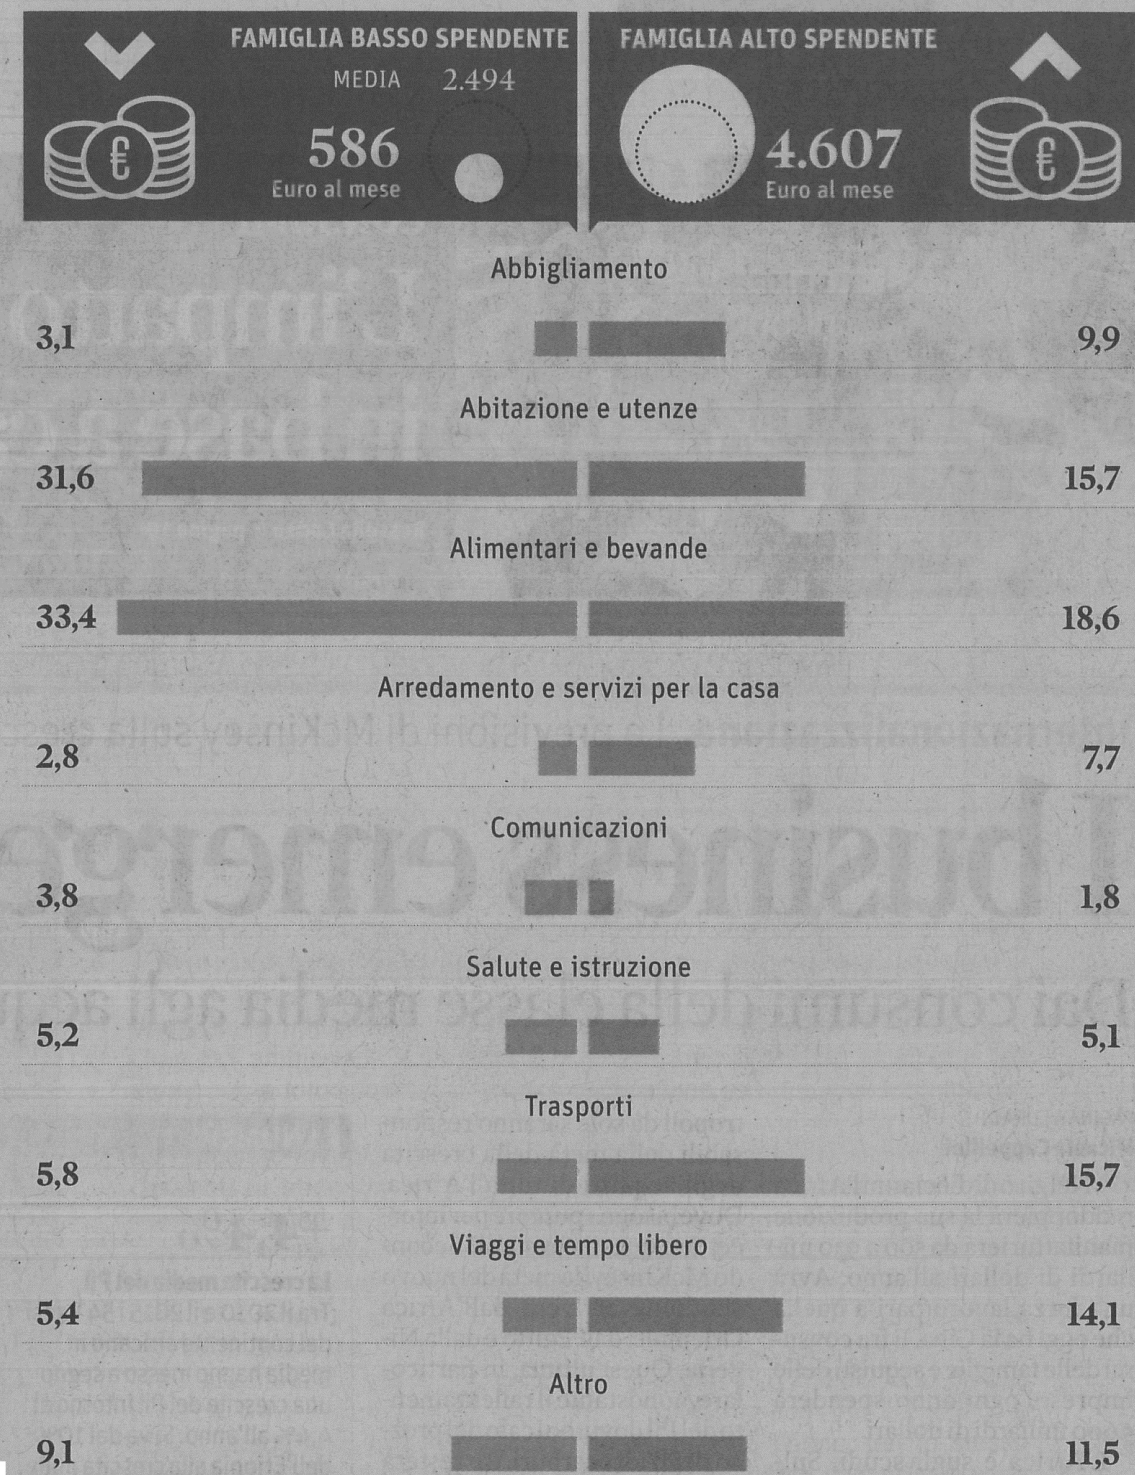 FAMIGLIA BASSO SPENDENTE
MEDIA 2.494
586
Euro al mese
€
FAMIGLIA ALTO SPENDENTE
4.607
Euro al mese
€
Abbigliamento
3,1 9,9
Abitazione e utenze
31,6 15,7
Alimentari e bevande
33,4 18,6
Arredamento e servizi per la casa
2,8 7,7
Comunicazioni
3,8 1,8
Salute e istruzione
5,2 5,1
Trasporti
5,8 15,7
Viaggi e tempo libero
5,4 14,1
Altro
9,1 11,5